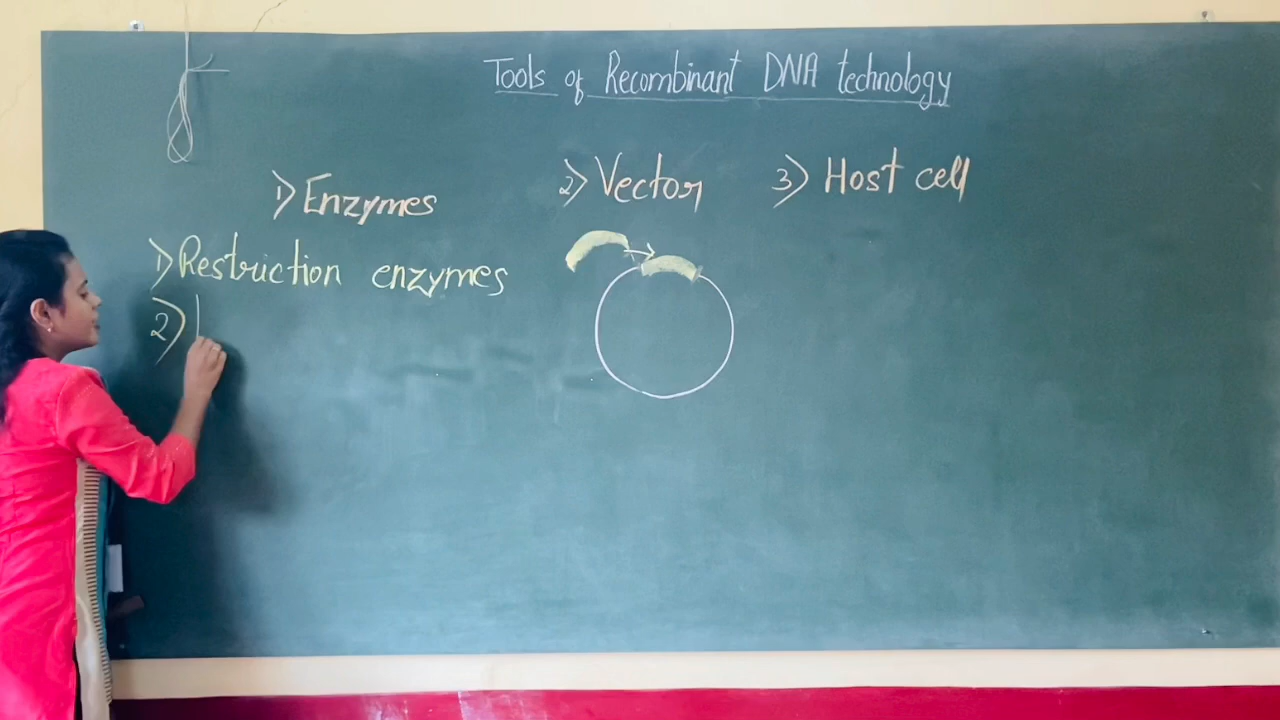 Tools of Recombinant DNA technology
1) Enzymes
2) Vector
3) Host cell
1) Restriction enzymes
2)